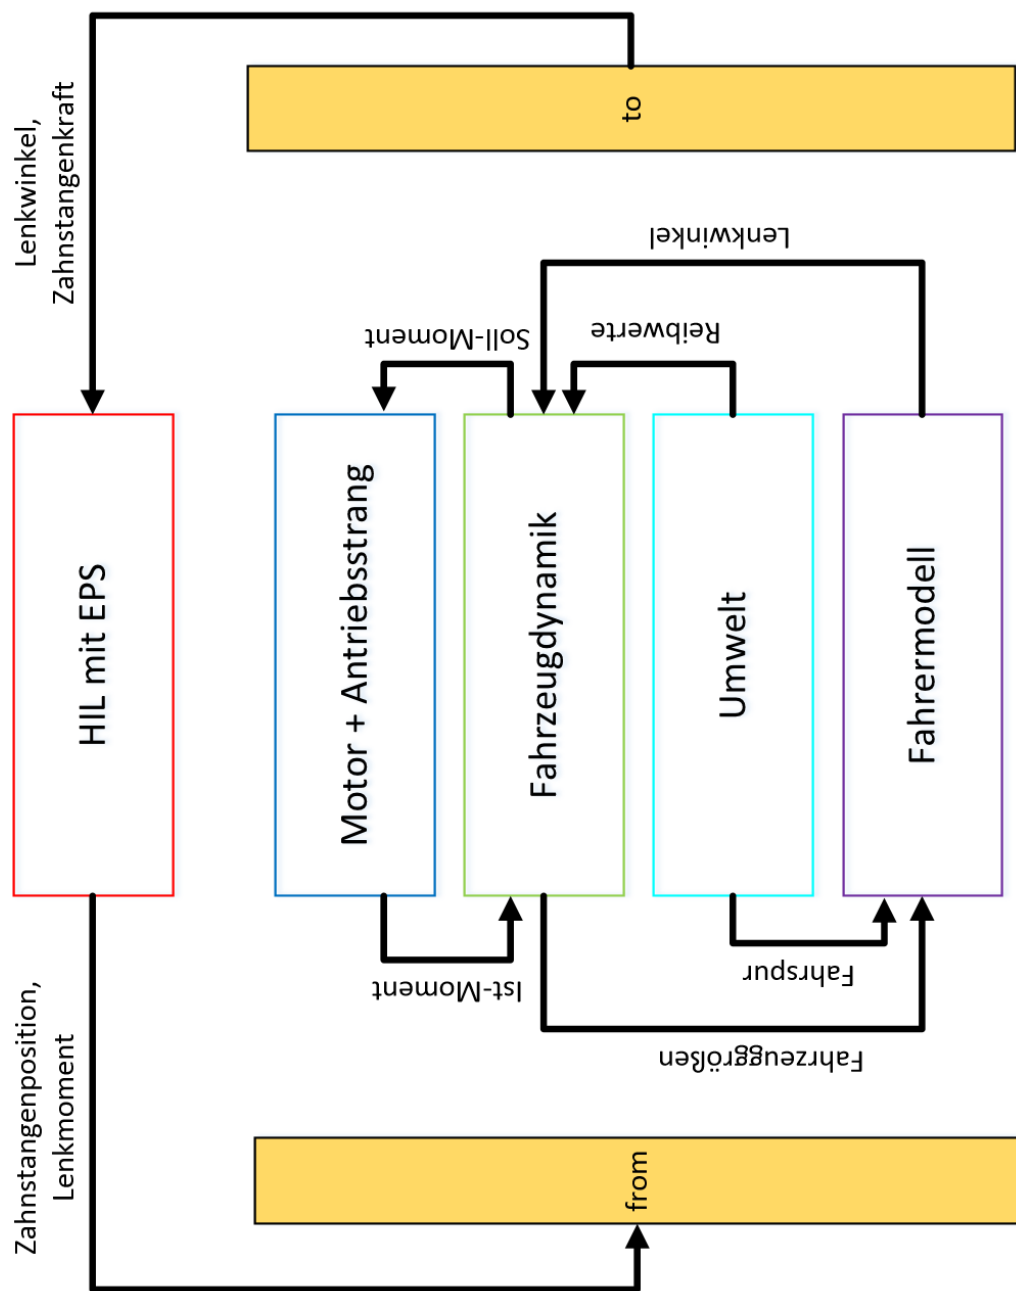 Zahnstangenposition,
Lenkmoment
Lenkwinkel,
Zahnstangenkraft
HIL mit EPS
Motor + Antriebsstrang
Ist-Moment
Soll-Moment
Fahrzeugdynamik
from
to
Fahrzeuggrößen
Reibwerte
Lenkwinkel
Umwelt
Fahrspur
Fahrermodell